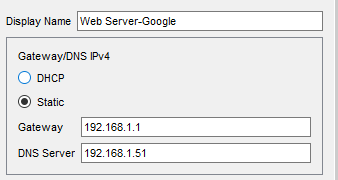 Display Name Web Server-Google
Gateway/DNS IPv4
DHCP
Static
Gateway 192.168.1.1
DNS Server 192.168.1.51